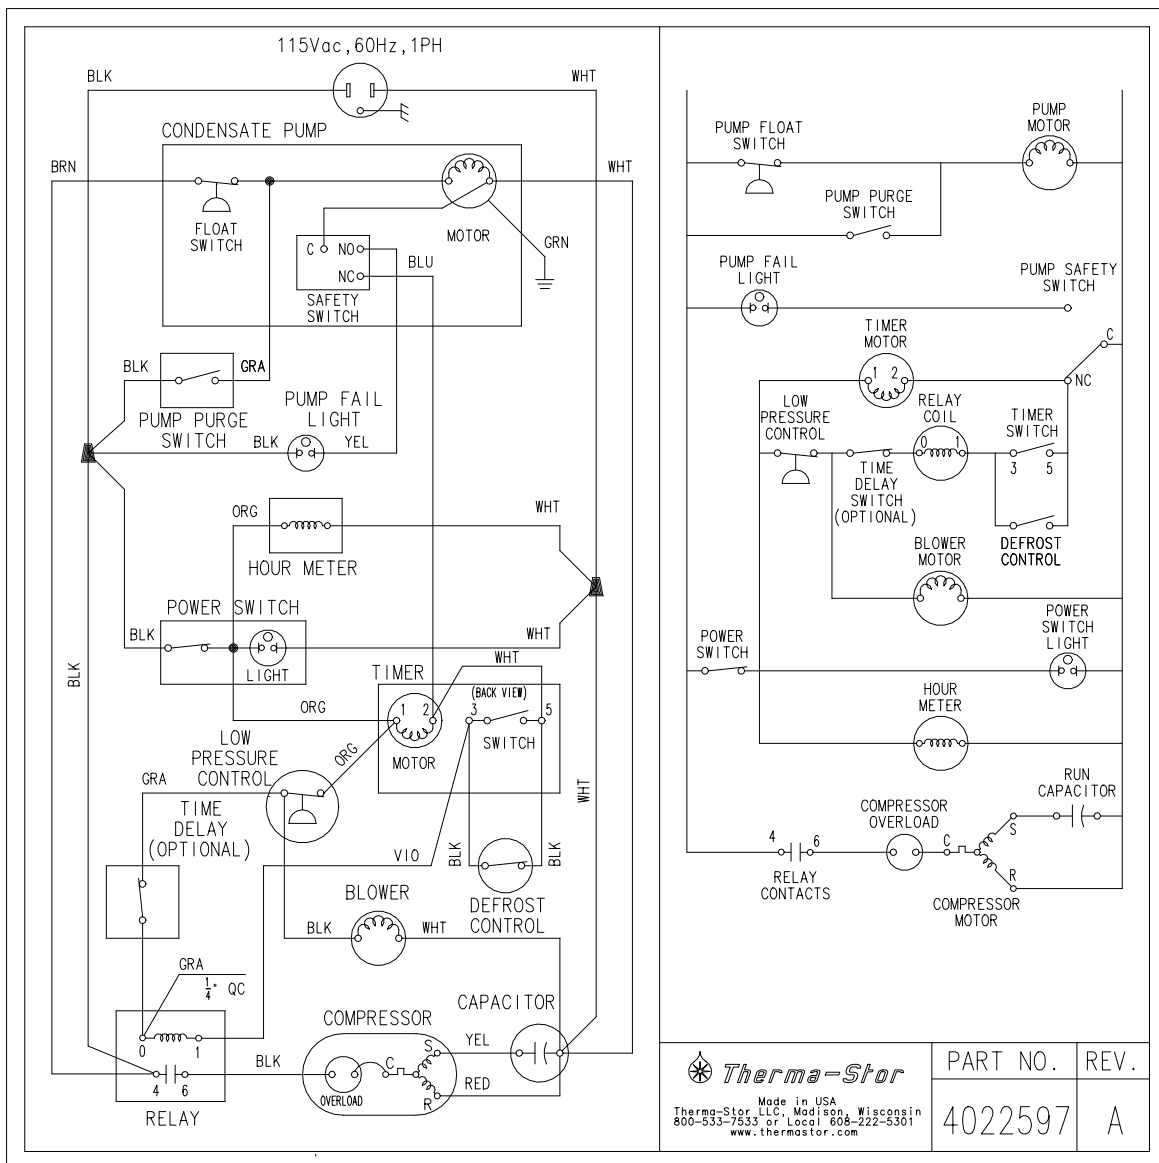 115Vac,60Hz,1PH
BLK
WHT
CONDENSATE PUMP
BRN
WHT
FLOAT
SWITCH
MOTOR
GRN
C
NO
NC
BLU
SAFETY
SWITCH
BLK
GRA
PUMP PURGE
SWITCH
PUMP FAIL
LIGHT
BLK
YEL
ORG
WHT
HOUR METER
POWER SWITCH
BLK
LIGHT
WHT
BLK
TIMER
WHT
(BACK VIEW)
1
2
3
5
SWITCH
MOTOR
ORG
ORG
LOW
PRESSURE
CONTROL
GRA
TIME
DELAY
(OPTIONAL)
WHT
VIO
BLK
BLK
DEFROST
CONTROL
BLOWER
BLK
WHT
GRA
1/4" QC
0
1
4
6
RELAY
BLK
COMPRESSOR
OVERLOAD
C
S
R
YEL
RED
CAPACITOR
PUMP FLOAT
SWITCH
PUMP
MOTOR
PUMP PURGE
SWITCH
PUMP FAIL
LIGHT
PUMP SAFETY
SWITCH
C
NC
TIMER
MOTOR
1
2
LOW
PRESSURE
CONTROL
RELAY
COIL
0
1
TIMER
SWITCH
3
5
TIME
DELAY
SWITCH
(OPTIONAL)
DEFROST
CONTROL
BLOWER
MOTOR
POWER
SWITCH
POWER
SWITCH
LIGHT
HOUR
METER
RUN
CAPACITOR
COMPRESSOR
OVERLOAD
4
6
RELAY
CONTACTS
C
S
R
COMPRESSOR
MOTOR
Therma-Stor
Made in USA
Therma-Stor LLC, Madison, Wisconsin
800-533-7533 or Local 608-222-5301
www.thermastor.com
PART NO.
REV.
4022597
A